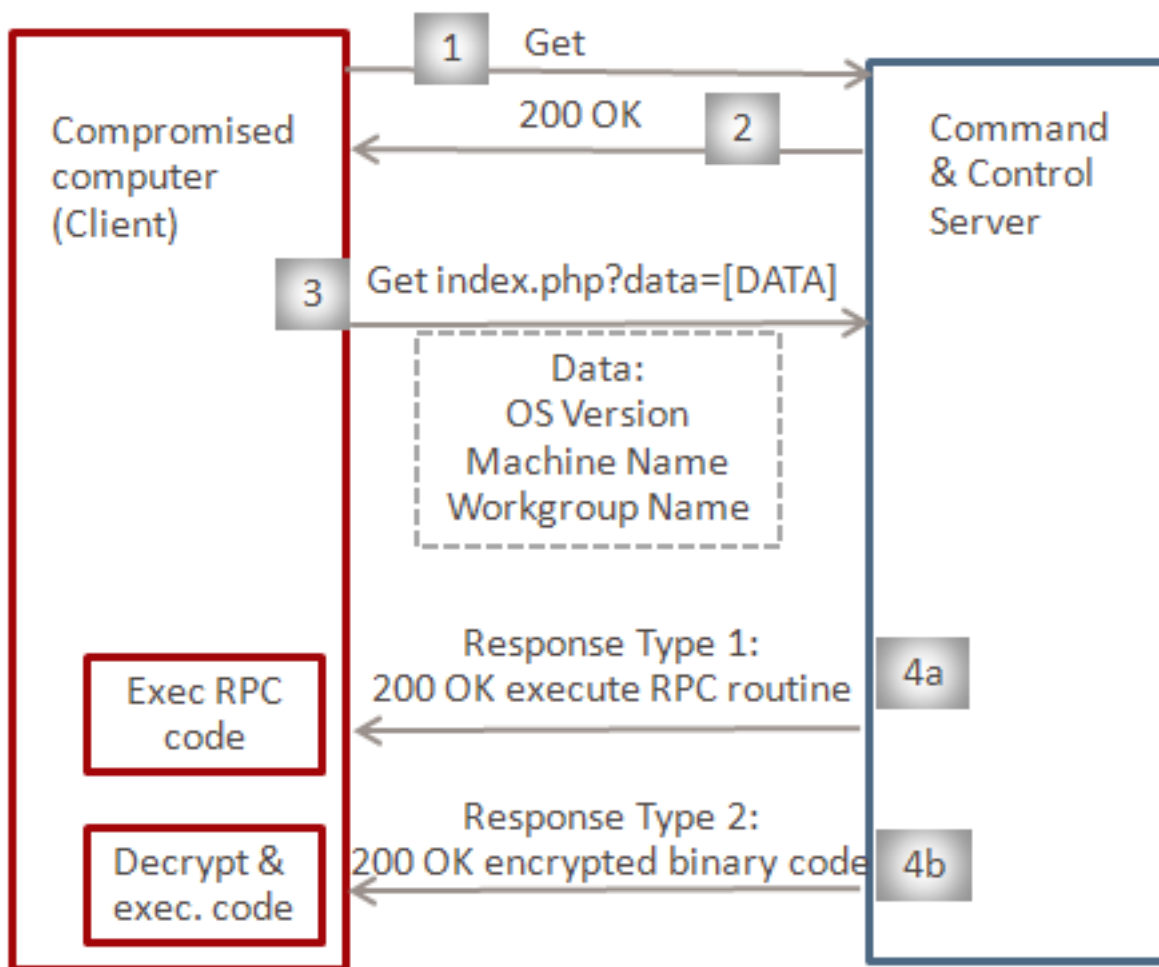 1
Get
200 OK
2
Compromised
computer
(Client)
Command
& Control
Server
3
Get index.php?data=[DATA]
Data:
OS Version
Machine Name
Workgroup Name
Response Type 1:
200 OK execute RPC routine
4a
Exec RPC
code
Response Type 2:
200 OK encrypted binary code
4b
Decrypt &
exec. code